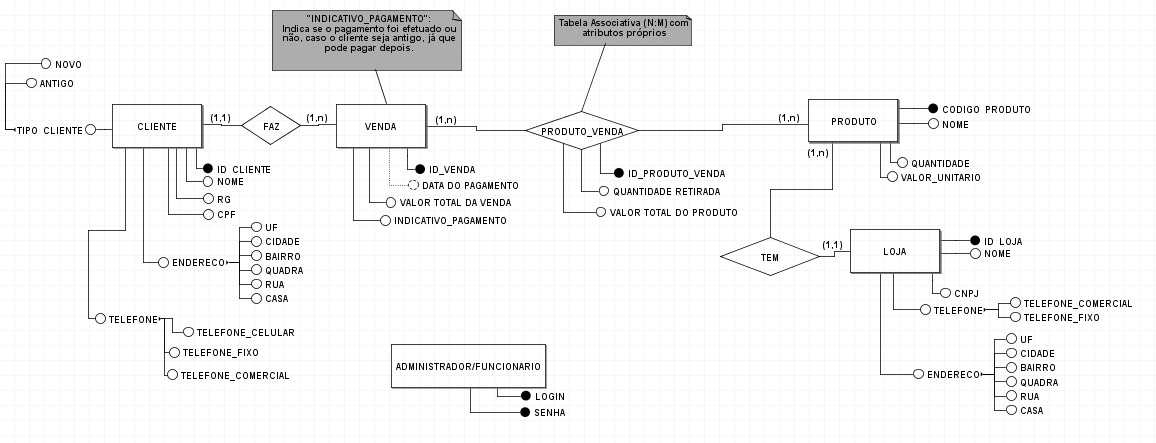 "INDICATIVO_PAGAMENTO":
Indica se o pagamento foi efetuado ou
não, caso o cliente seja antigo, já que
pode pagar depois.
Tabela Associativa (N:M) com
atributos próprios
NOVO
ANTIGO
TIPO CLIENTE
CLIENTE
(1,1)
FAZ
(1,n)
VENDA
(1,n)
PRODUTO_VENDA
(1,n)
PRODUTO
(1,n)
CODIGO PRODUTO
NOME
QUANTIDADE
VALOR_UNITARIO
ID CLIENTE
NOME
RG
CPF
ENDERECO
UF
CIDADE
BAIRRO
QUADRA
RUA
CASA
TELEFONE
TELEFONE_CELULAR
TELEFONE_FIXO
TELEFONE_COMERCIAL
ID_VENDA
DATA DO PAGAMENTO
VALOR TOTAL DA VENDA
INDICATIVO_PAGAMENTO
ID_PRODUTO_VENDA
QUANTIDADE RETIRADA
VALOR TOTAL DO PRODUTO
TEM
(1,1)
LOJA
ID LOJA
NOME
CNPJ
TELEFONE
TELEFONE_COMERCIAL
TELEFONE_FIXO
ENDERECO
UF
CIDADE
BAIRRO
QUADRA
RUA
CASA
ADMINISTRADOR/FUNCIONARIO
LOGIN
SENHA